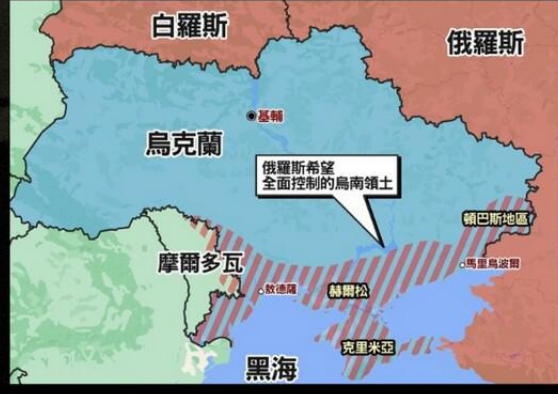 白羅斯
俄羅斯
基輔
烏克蘭
俄羅斯希望
全面控制的烏南領土
頓巴斯地區
摩爾多瓦
馬里烏波爾
敖德薩
赫爾松
克里米亞
黑海